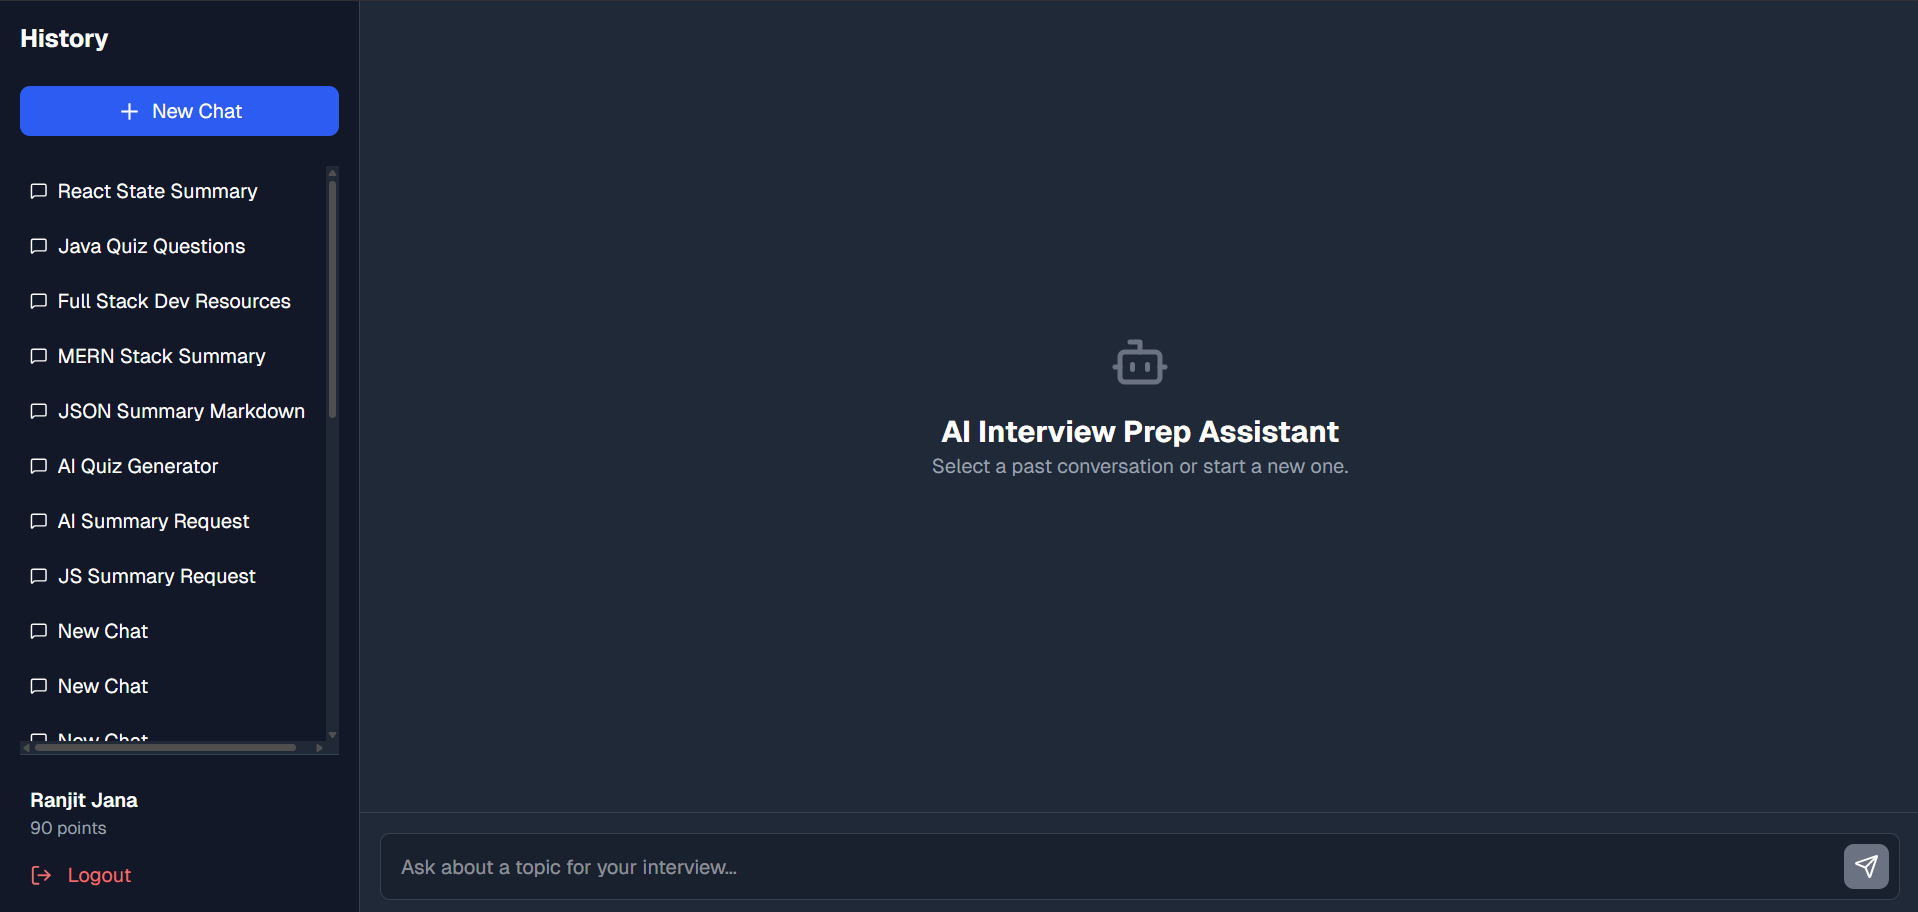 History
New Chat
React State Summary
Java Quiz Questions
Full Stack Dev Resources
MERN Stack Summary
JSON Summary Markdown
AI Quiz Generator
AI Summary Request
JS Summary Request
New Chat
New Chat
New Chat
Ranjit Jana
90 points
Logout
AI Interview Prep Assistant
Select a past conversation or start a new one.
Ask about a topic for your interview...